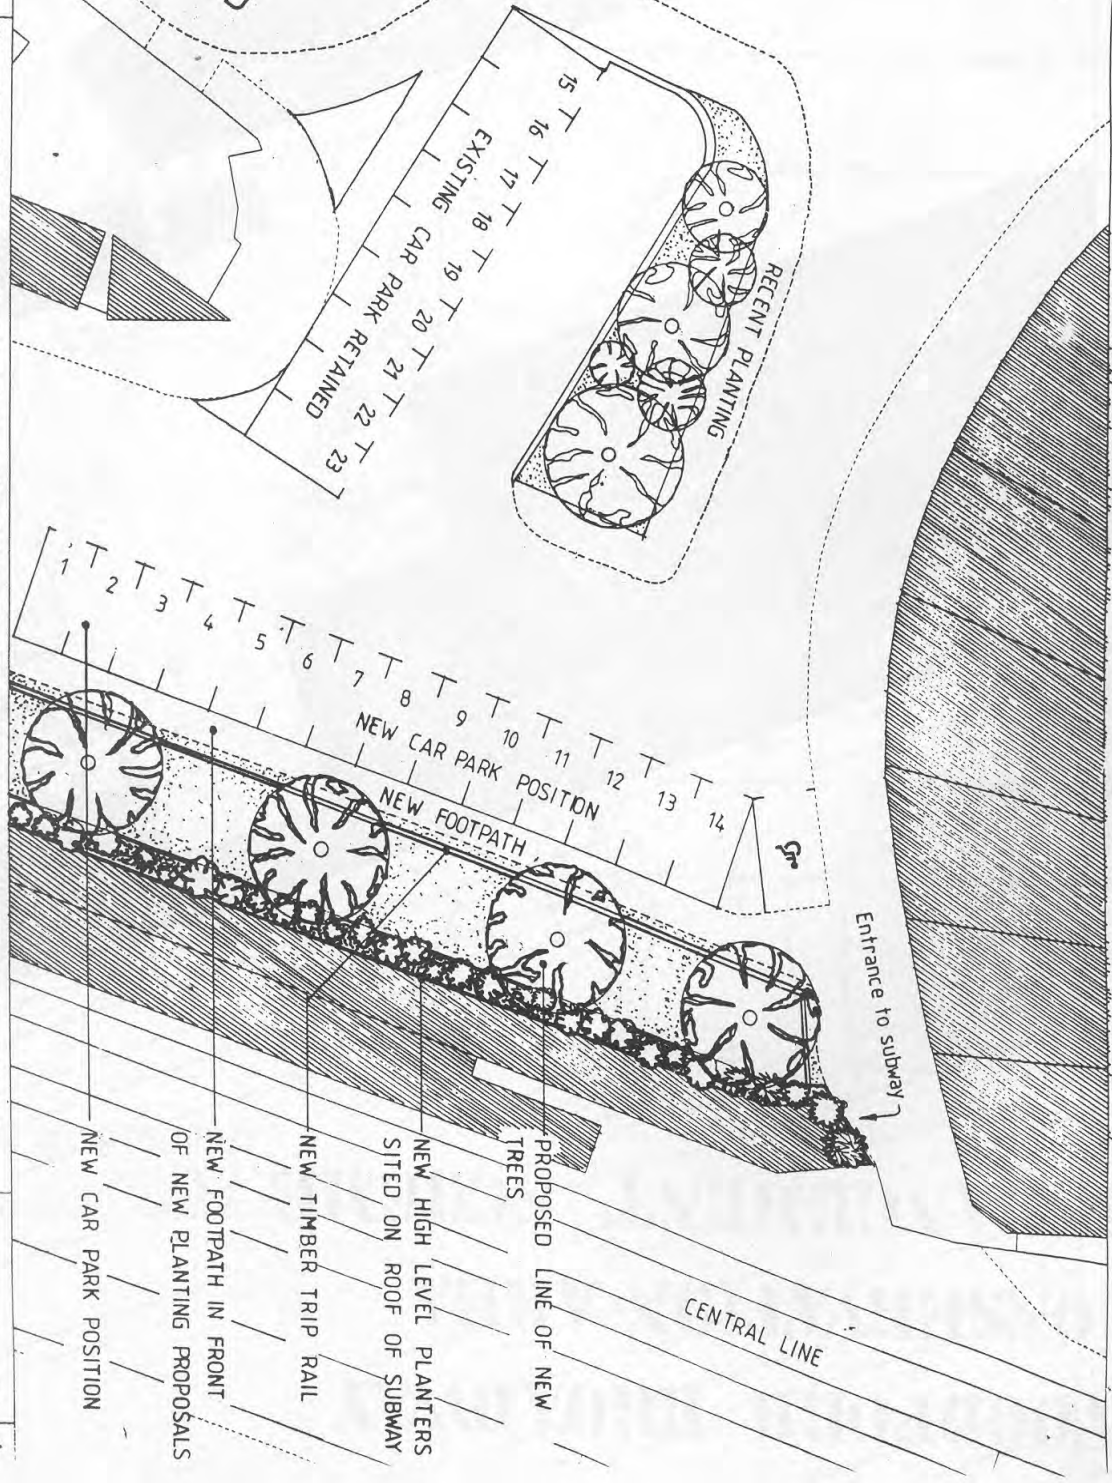 15 16 17 18 19 20 21 22 23
EXISTING CAR PARK RETAINED
RECENT PLANTING
1 2 3 4 5 6 7 8 9 10 11 12 13 14
NEW CAR PARK POSITION
NEW FOOTPATH
Entrance to subway
PROPOSED LINE OF NEW
TREES
NEW HIGH LEVEL PLANTERS
SITED ON ROOF OF SUBWAY
NEW TIMBER TRIP RAIL
NEW FOOTPATH IN FRONT
OF NEW PLANTING PROPOSALS
NEW CAR PARK POSITION
CENTRAL LINE